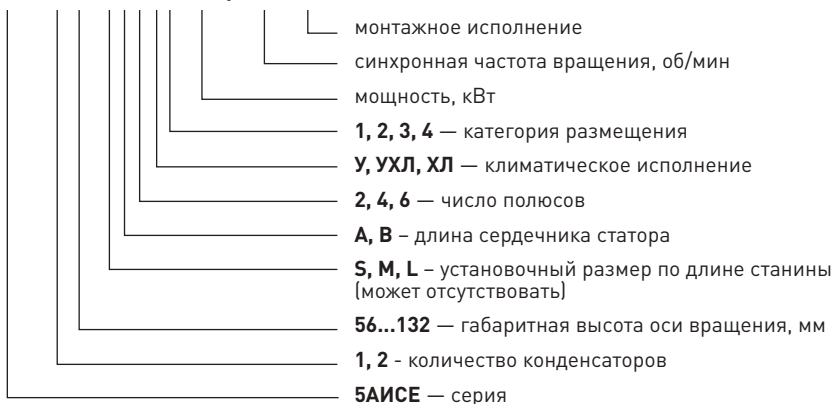 монтажное исполнение
синхронная частота вращения, об/мин
мощность, кВт
1, 2, 3, 4 — категория размещения
У, УХЛ, ХЛ — климатическое исполнение
2, 4, 6 — число полюсов
А, В – длина сердечника статора
S, M, L – установочный размер по длине станины
(может отсутствовать)
56...132 — габаритная высота оси вращения, мм
1, 2 - количество конденсаторов
5АИСЕ — серия